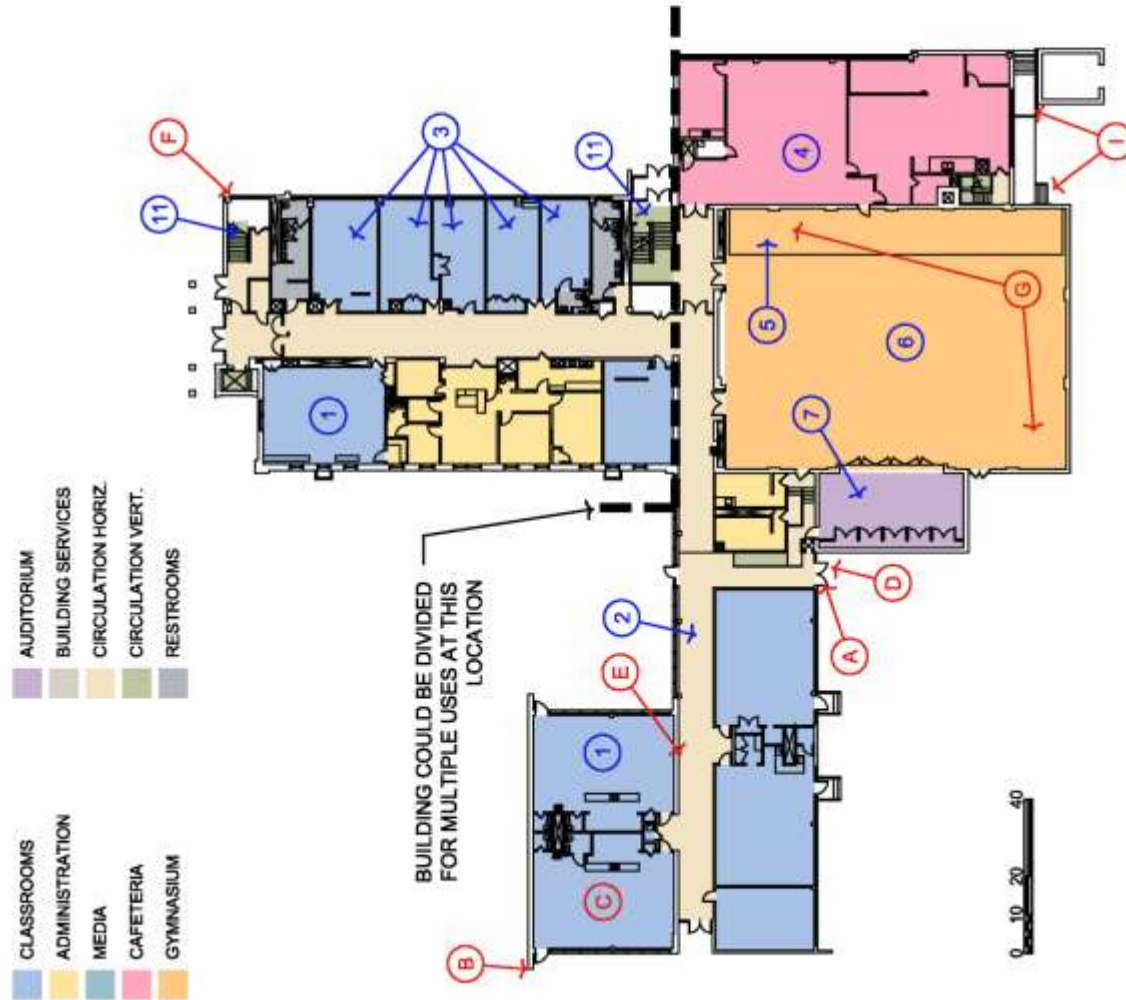 AUDITORIUM
BUILDING SERVICES
CIRCULATION HORIZ.
CIRCULATION VERT.
RESTROOMS
CLASSROOMS
ADMINISTRATION
MEDIA
CAFETERIA
GYMNASIUM
BUILDING COULD BE DIVIDED
FOR MULTIPLE USES AT THIS
LOCATION
F
11
3
11
1
4
I
5
G
6
7
2
D
A
E
1
C
B
0 10 20 40